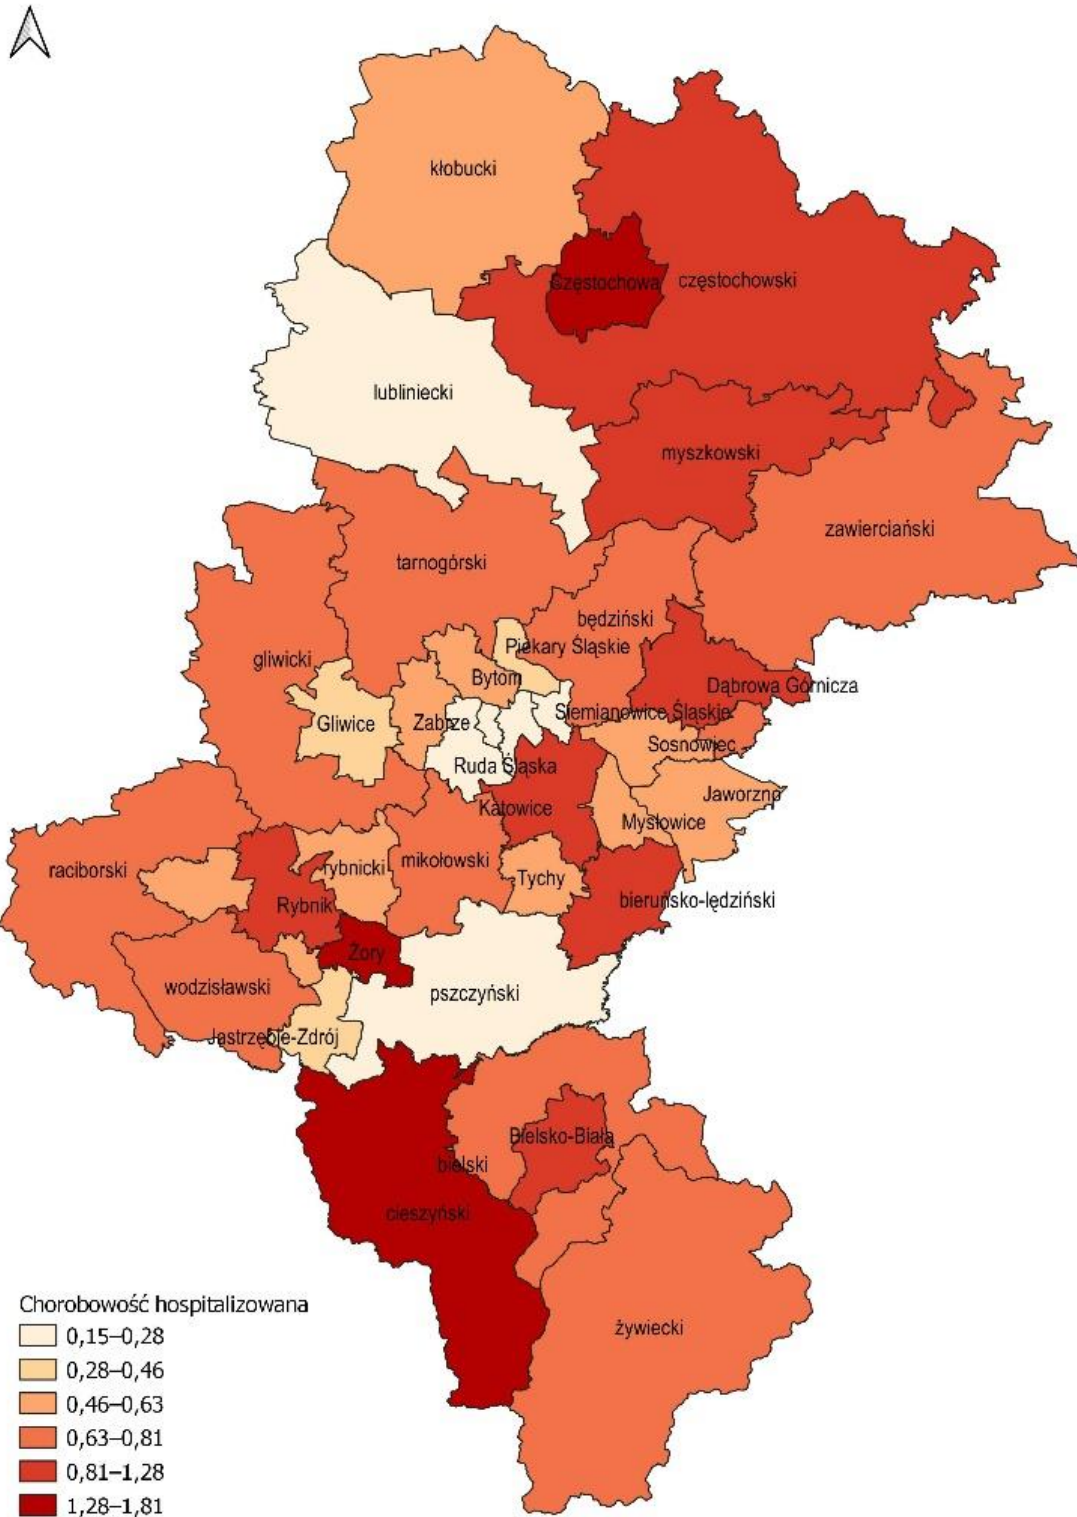 kłobucki
Częstochowa
częstochowski
lubliniecki
myszkowski
zawierciański
tarnogórski
będziński
Piekary Śląskie
gliwicki
Bytom
Dąbrowa Górnicza
Gliwice
Zabrze
Siemianowice Śląskie
Sosnowiec
Ruda Śląska
Katowice
Jaworzno
Mysłowice
raciborski
rybnicki
mikołowski
Tychy
bieruńsko-lędziński
Rybnik
Żory
wodzisławski
pszczyński
Jastrzębie-Zdrój
Bielsko-Biała
bielski
cieszyński
żywiecki
Chorobowość hospitalizowana
0,15–0,28
0,28–0,46
0,46–0,63
0,63–0,81
0,81–1,28
1,28–1,81